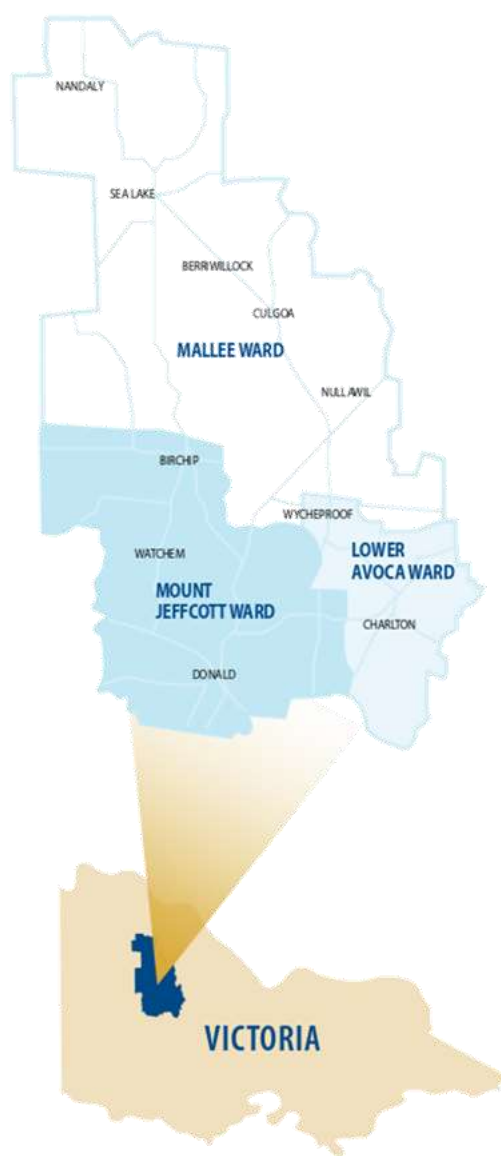 NANDALY
SEA LAKE
BERRIWILLOCK
CULGOA
MALLEE WARD
NULLAWIL
BIRCHIP
WYCHEPROOF
WATCHEM
LOWER
AVOCA WARD
MOUNT
JEFFCOTT WARD
CHARLTON
DONALD
VICTORIA